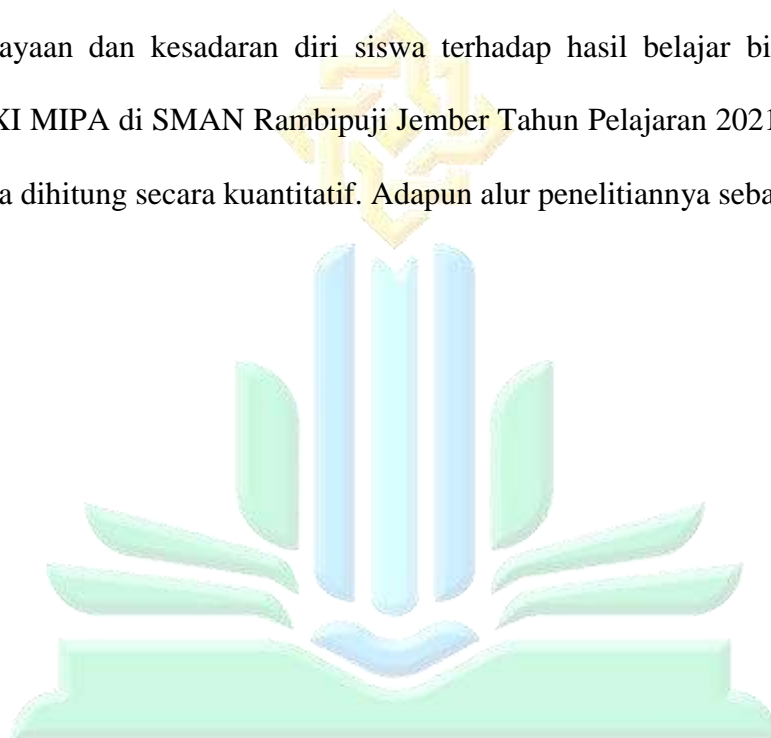 ayaan dan kesadaran diri siswa terhadap hasil belajar bi
XI MIPA di SMAN Rambipuji Jember Tahun Pelajaran 2021
a dihitung secara kuantitatif. Adapun alur penelitiannya seba